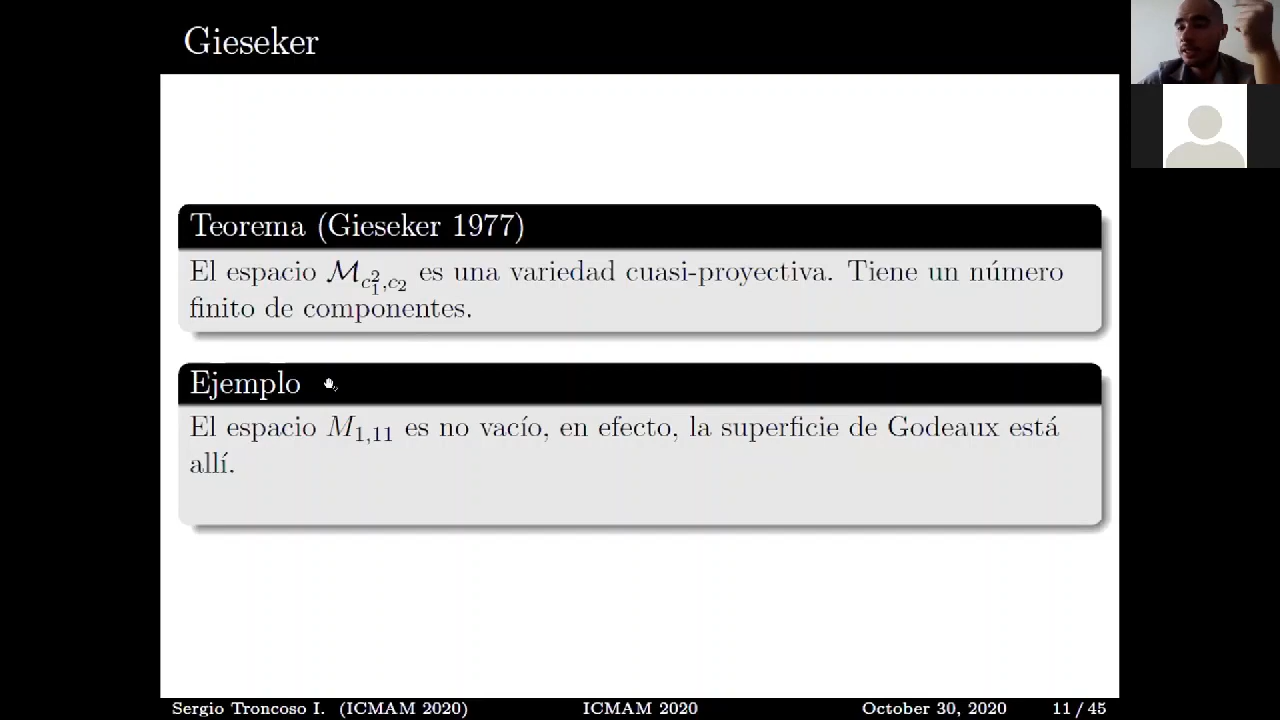 Gieseker
Teorema (Gieseker 1977)
El espacio $\mathcal{M}_{c_1^2,c_2}$ es una variedad cuasi-proyectiva. Tiene un número
finito de componentes.
Ejemplo
El espacio $M_{1,11}$ es no vacío, en efecto, la superficie de Godeaux está
allí.
Sergio Troncoso I. (ICMAM 2020) ICMAM 2020 October 30, 2020 11 / 45